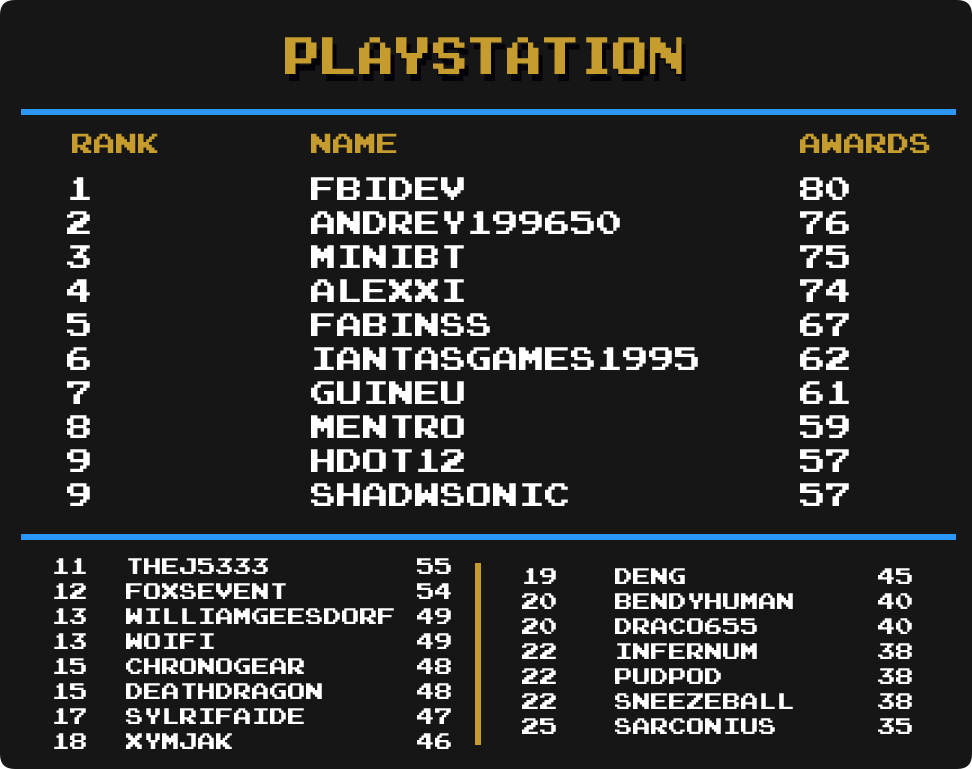 PLAYSTATION
RANK NAME AWARDS
1 FBIDEV 80
2 ANDREY199650 76
3 MINIBT 75
4 ALEXXI 74
5 FABINSS 67
6 IANTASGAMES1995 62
7 GUINEU 61
8 MENTRO 59
9 HDOT12 57
9 SHADWSONIC 57
11 THEJ5333 55
12 FOXSEVENT 54
13 WILLIAMGEESDORF 49
13 WOIFI 49
15 CHRONOGEAR 48
15 DEATHDRAGON 48
17 SYLRIFAIDE 47
18 XYMJAK 46
19 DENG 45
20 BENDYHUMAN 40
20 DRACO655 40
22 INFERNUM 38
22 PUDPOD 38
22 SNEEZEBALL 38
25 SARCONIUS 35